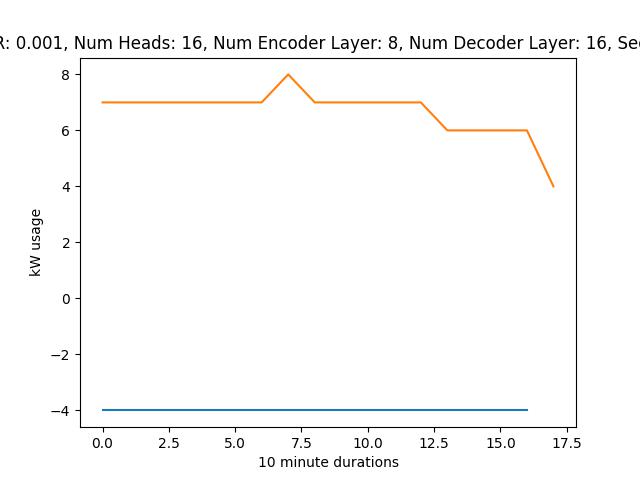 R: 0.001, Num Heads: 16, Num Encoder Layer: 8, Num Decoder Layer: 16,
8
6
4
2
0
−2
−4
kW usage
0.0 2.5 5.0 7.5 10.0 12.5 15.0 17.5
10 minute durations